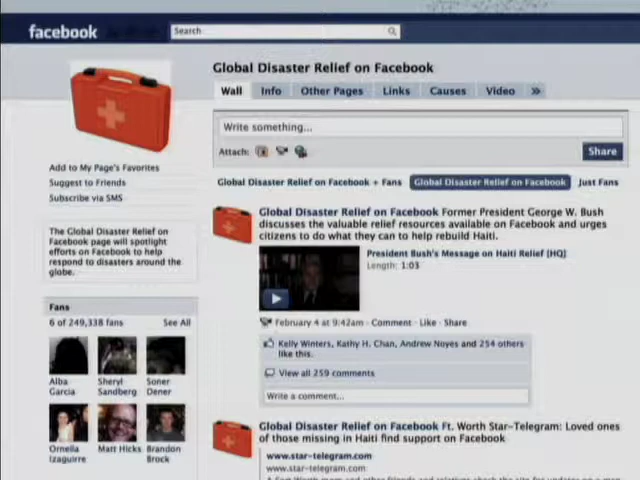 facebook
Search
Global Disaster Relief on Facebook
Wall
Info
Other Pages
Links
Causes
Video
»
Write something...
Attach:
Share
Global Disaster Relief on Facebook + Fans
Global Disaster Relief on Facebook
Just Fans
Add to My Page's Favorites
Suggest to Friends
Subscribe via SMS
The Global Disaster Relief on
Facebook page will spotlight
efforts on Facebook to help
respond to disasters around the
globe.
Fans
6 of 249,338 fans
See All
Alba
Garcia
Sheryl
Sandberg
Soner
Dener
Ornella
Izaguirre
Matt Hicks
Brandon
Brock
Global Disaster Relief on Facebook Former President George W. Bush
discusses the valuable relief resources available on Facebook and urges
citizens to do what they can to help rebuild Haiti.
President Bush's Message on Haiti Relief [HQ]
Length: 1:03
February 4 at 9:42am · Comment · Like · Share
Kelly Winters, Kathy H. Chan, Andrew Noyes and 254 others
like this.
View all 259 comments
Write a comment...
Global Disaster Relief on Facebook Ft. Worth Star-Telegram: Loved ones
of those missing in Haiti find support on Facebook
www.star-telegram.com
www.star-telegram.com